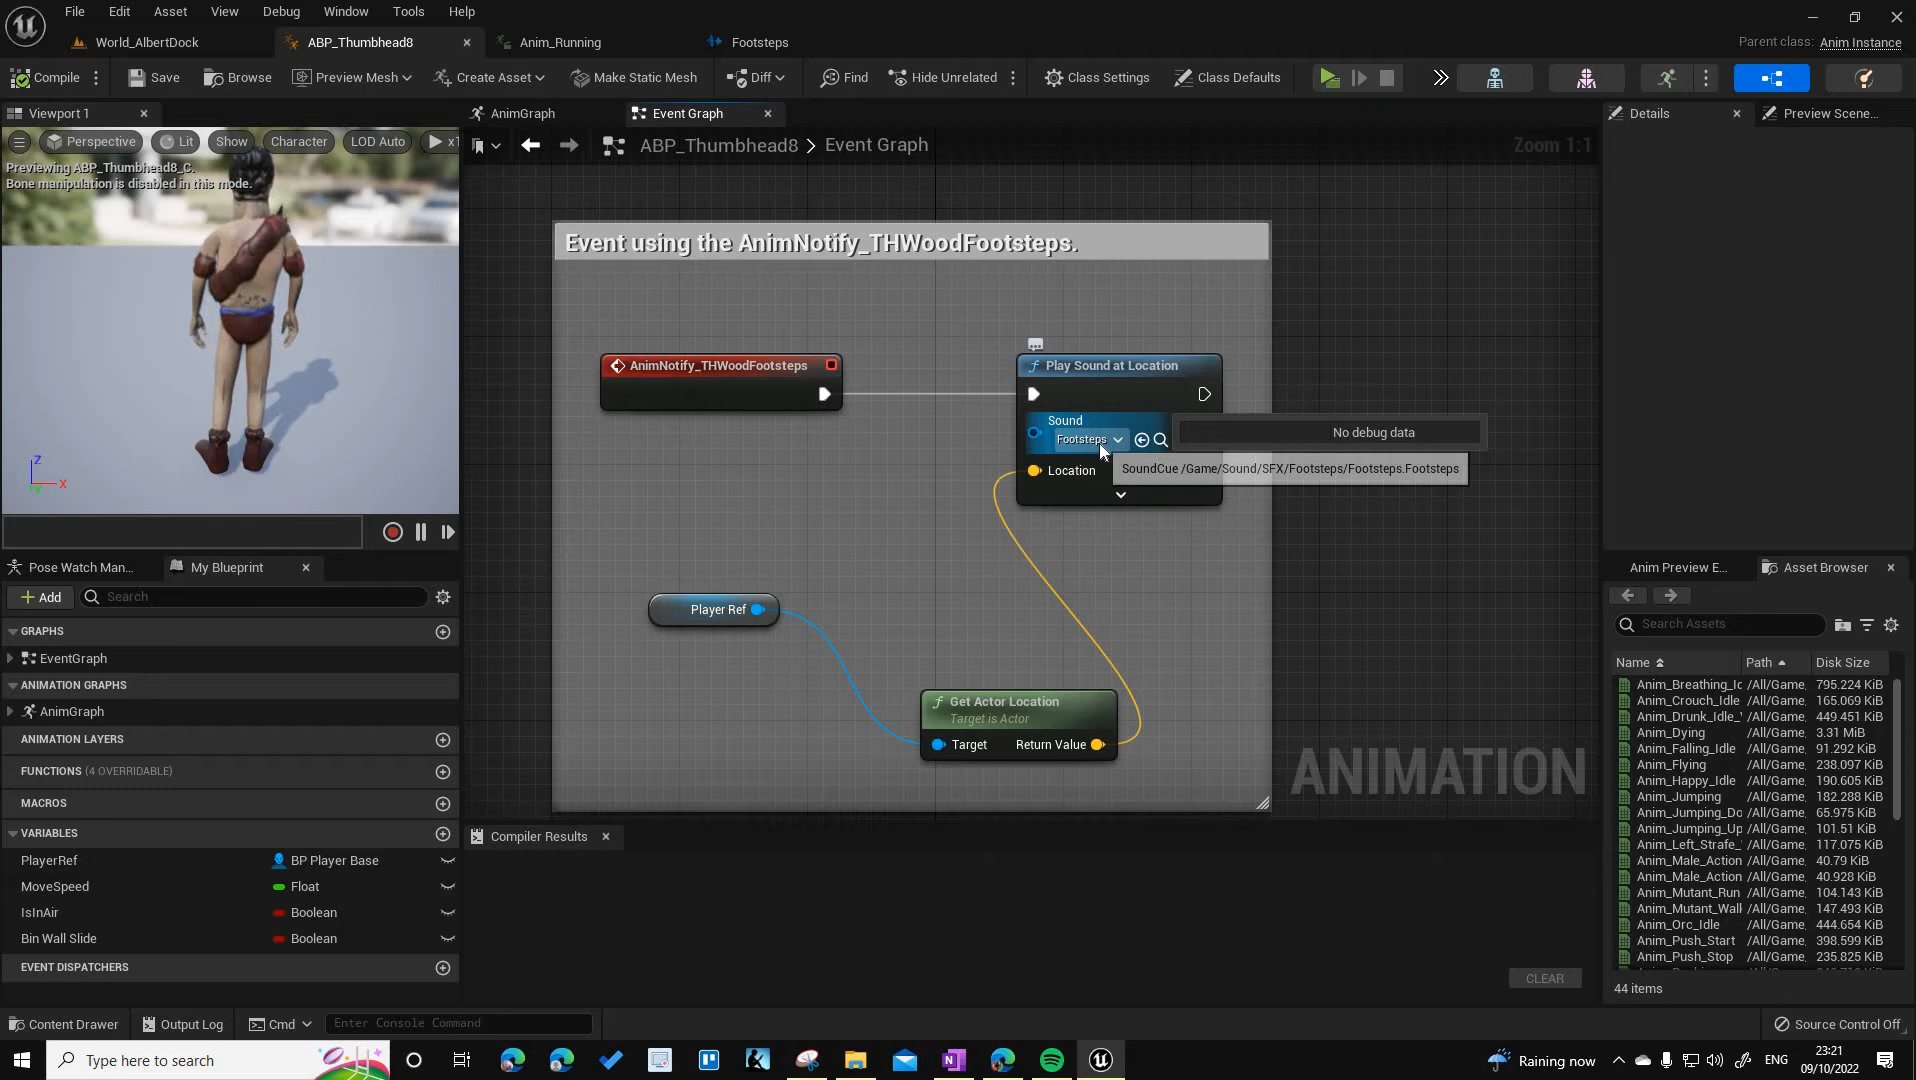 File Edit Asset View Debug Window Tools Help
World_AlbertDock
ABP_Thumbhead8
Anim_Running
Footsteps
Parent class: Anim Instance
Compile
Save
Browse
Preview Mesh
Create Asset
Make Static Mesh
Diff
Find
Hide Unrelated
Class Settings
Class Defaults
Viewport 1
AnimGraph
Event Graph
Details
Preview Scene...
Perspective
Lit
Show
Character
LOD Auto
x1
Previewing ABP_Thumbhead8_C.
Bone manipulation is disabled in this mode.
ABP_Thumbhead8 > Event Graph
Zoom 1:1
Event using the AnimNotify_THWoodFootsteps.
AnimNotify_THWoodFootsteps
Play Sound at Location
Sound
Footsteps
No debug data
Location
SoundCue /Game/Sound/SFX/Footsteps/Footsteps.Footsteps
Player Ref
Get Actor Location
Target is Actor
Target
Return Value
ANIMATION
Z
X
Y
Pose Watch Man...
My Blueprint
Add
Search
GRAPHS
EventGraph
ANIMATION GRAPHS
AnimGraph
ANIMATION LAYERS
FUNCTIONS (4 OVERRIDABLE)
MACROS
VARIABLES
PlayerRef BP Player Base
MoveSpeed Float
IsInAir Boolean
Bin Wall Slide Boolean
EVENT DISPATCHERS
Compiler Results
CLEAR
Anim Preview E...
Asset Browser
Search Assets
Name Path Disk Size
Anim_Breathing_Ic /All/Game, 795.224 KiB
Anim_Crouch_Idle /All/Game, 165.069 KiB
Anim_Drunk_Idle_ /All/Game, 449.451 KiB
Anim_Dying /All/Game, 3.31 MiB
Anim_Falling_Idle /All/Game, 91.292 KiB
Anim_Flying /All/Game, 238.097 KiB
Anim_Happy_Idle /All/Game, 190.605 KiB
Anim_Jumping /All/Game, 182.288 KiB
Anim_Jumping_Do /All/Game, 65.975 KiB
Anim_Jumping_Up /All/Game, 101.51 KiB
Anim_Left_Strafe_ /All/Game, 117.075 KiB
Anim_Male_Action /All/Game, 40.79 KiB
Anim_Male_Action /All/Game, 40.928 KiB
Anim_Mutant_Run /All/Game, 104.143 KiB
Anim_Mutant_Wall /All/Game, 147.493 KiB
Anim_Orc_Idle /All/Game, 444.654 KiB
Anim_Push_Start /All/Game, 398.599 KiB
Anim_Push_Stop /All/Game, 235.825 KiB
44 items
Content Drawer
Output Log
Cmd
Enter Console Command
Source Control Off
Type here to search
Raining now
ENG
23:21
09/10/2022